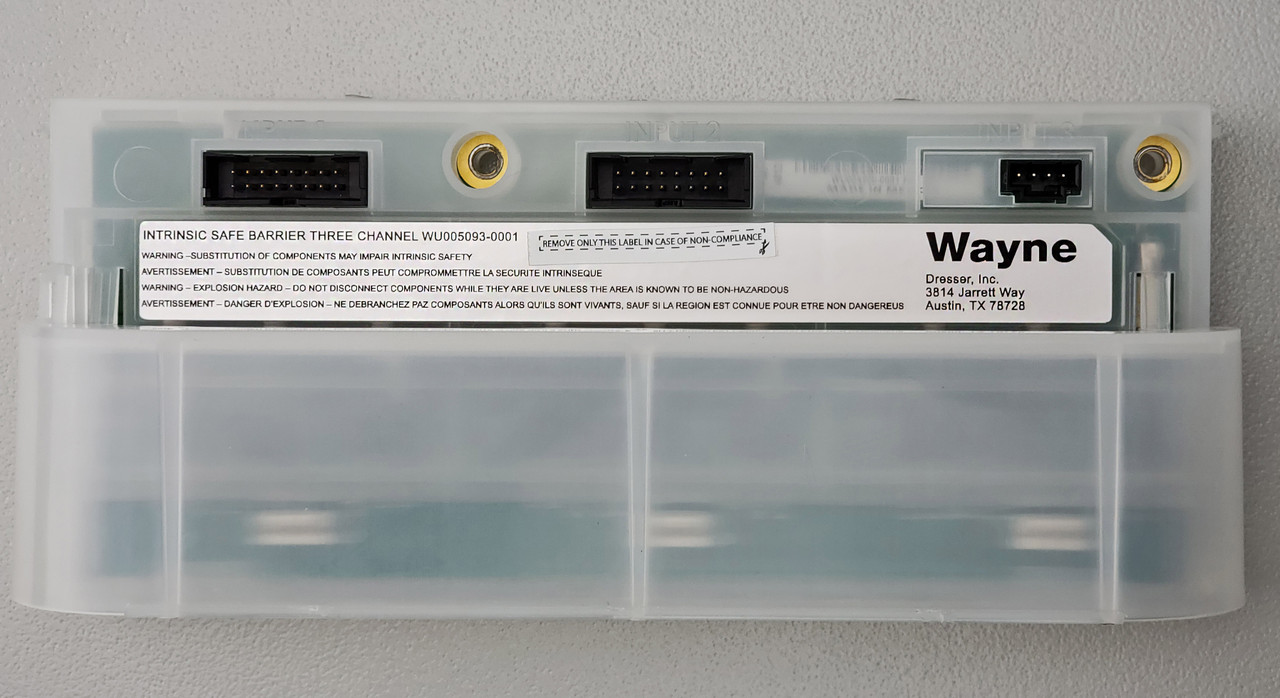 INPUT 2
INPUT 3
INTRINSIC SAFE BARRIER THREE CHANNEL WU005093-0001
REMOVE ONLY THIS LABEL IN CASE OF NON-COMPLIANCE
WARNING –SUBSTITUTION OF COMPONENTS MAY IMPAIR INTRINSIC SAFETY
AVERTISSEMENT – SUBSTITUTION DE COMPOSANTS PEUT COMPROMMETTRE LA SECURITE INTRINSEQUE
WARNING – EXPLOSION HAZARD – DO NOT DISCONNECT COMPONENTS WHILE THEY ARE LIVE UNLESS THE AREA IS KNOWN TO BE NON-HAZARDOUS
AVERTISSEMENT – DANGER D'EXPLOSION – NE DEBRANCHEZ PAZ COMPOSANTS ALORS QU'ILS SONT VIVANTS, SAUF SI LA REGION EST CONNUE POUR ETRE NON DANGEREUS
Wayne
Dresser, Inc.
3814 Jarrett Way
Austin, TX 78728